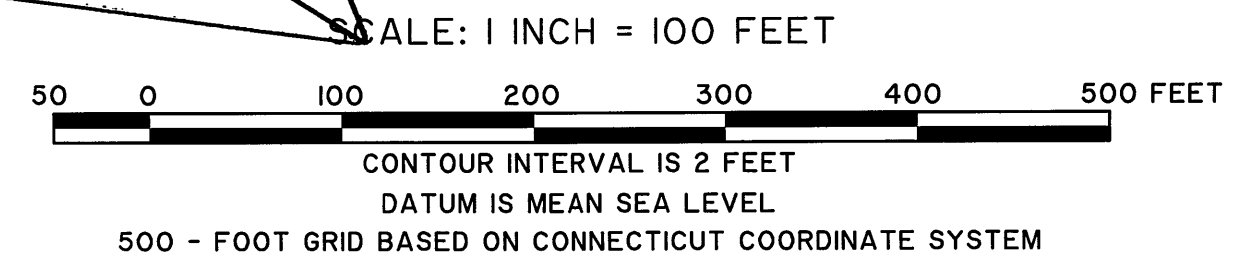 SCALE: 1 INCH = 100 FEET
50 0 100 200 300 400 500 FEET
CONTOUR INTERVAL IS 2 FEET
DATUM IS MEAN SEA LEVEL
500 - FOOT GRID BASED ON CONNECTICUT COORDINATE SYSTEM